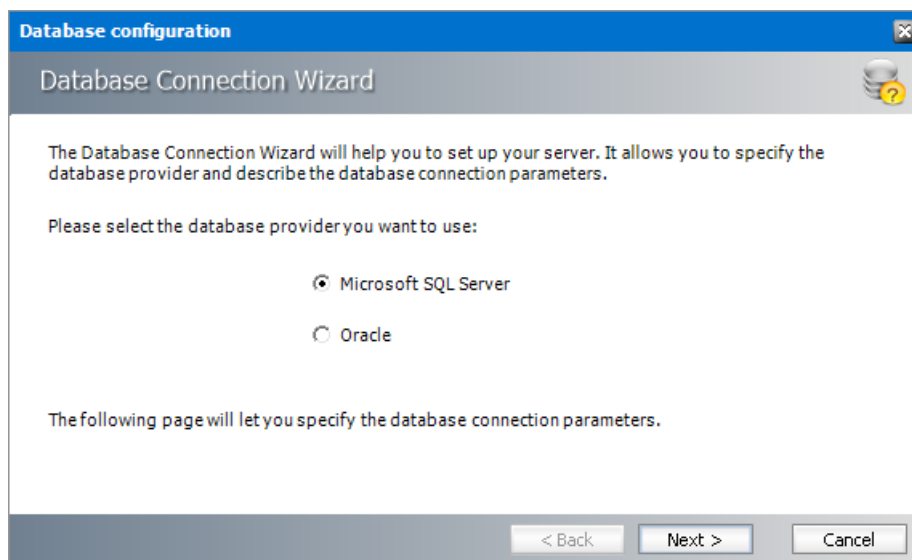 Database configuration
Database Connection Wizard
The Database Connection Wizard will help you to set up your server. It allows you to specify the
database provider and describe the database connection parameters.
Please select the database provider you want to use:
Microsoft SQL Server
Oracle
The following page will let you specify the database connection parameters.
< Back Next > Cancel